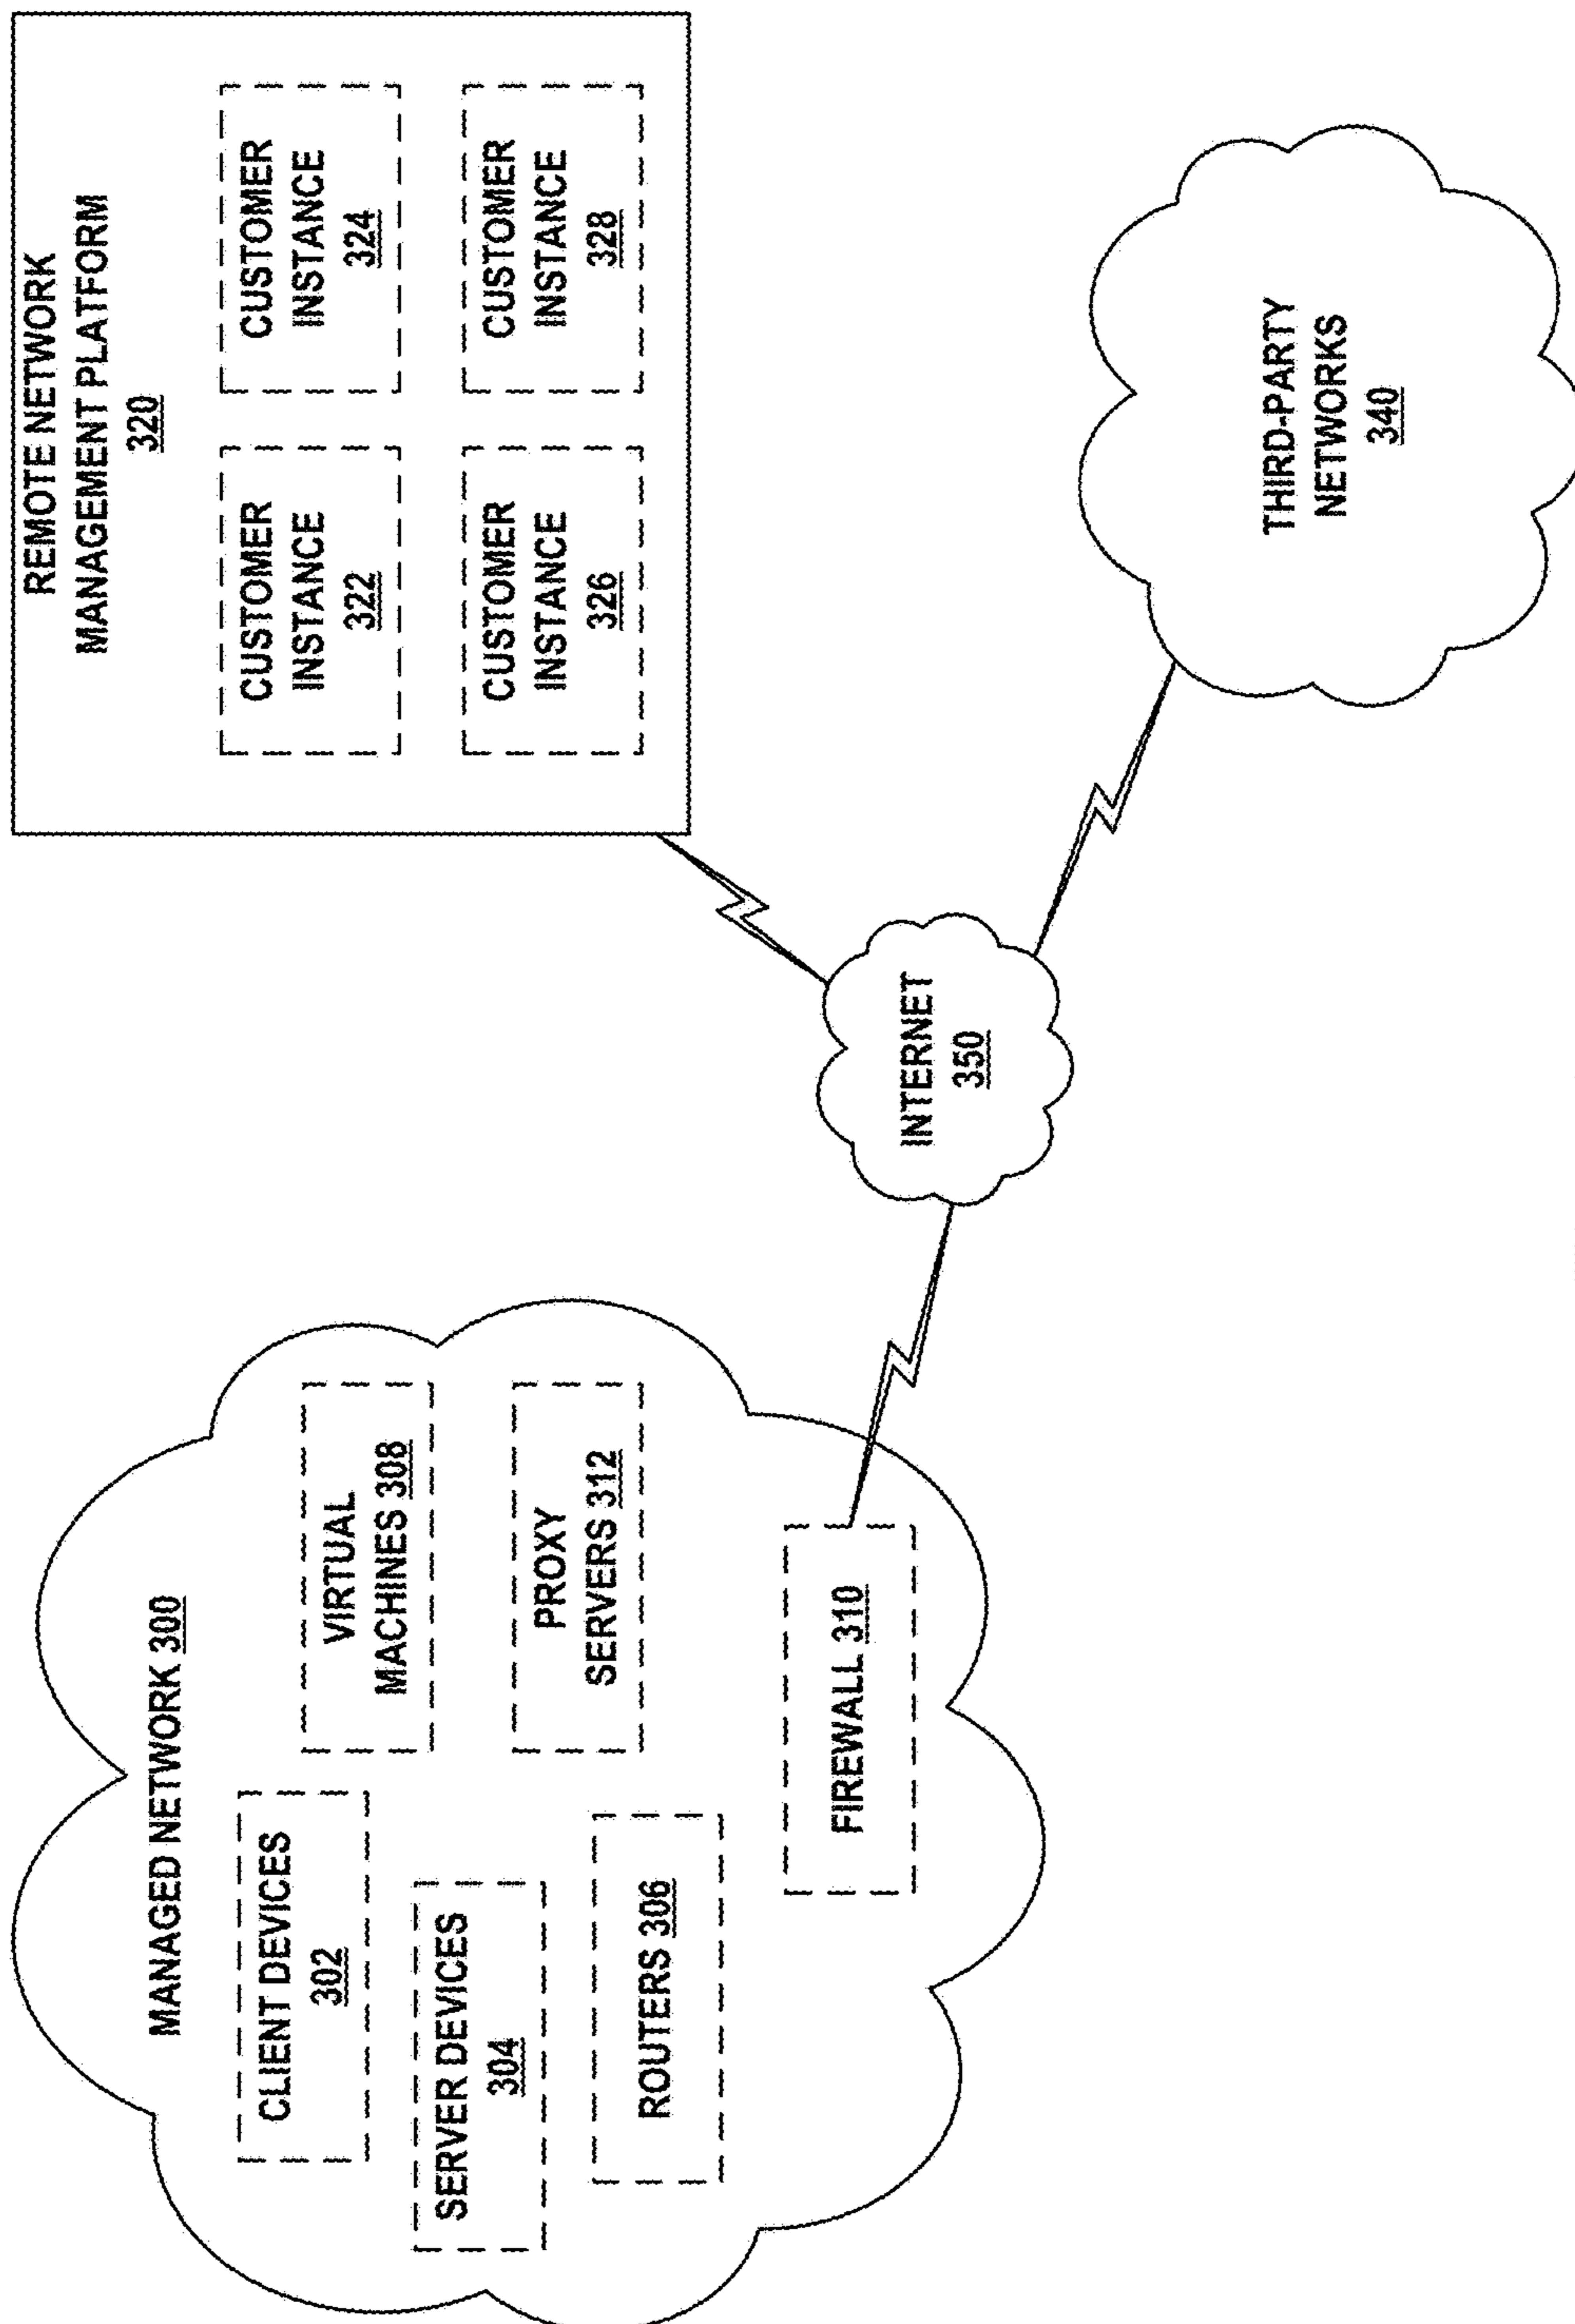 MANAGED NETWORK 300
CLIENT DEVICES
302
SERVER DEVICES
304
ROUTERS 306
VIRTUAL
MACHINES 308
PROXY
SERVERS 312
FIREWALL 310
INTERNET
350
REMOTE NETWORK
MANAGEMENT PLATFORM
320
CUSTOMER
INSTANCE
322
CUSTOMER
INSTANCE
324
CUSTOMER
INSTANCE
326
CUSTOMER
INSTANCE
328
THIRD-PARTY
NETWORKS
340